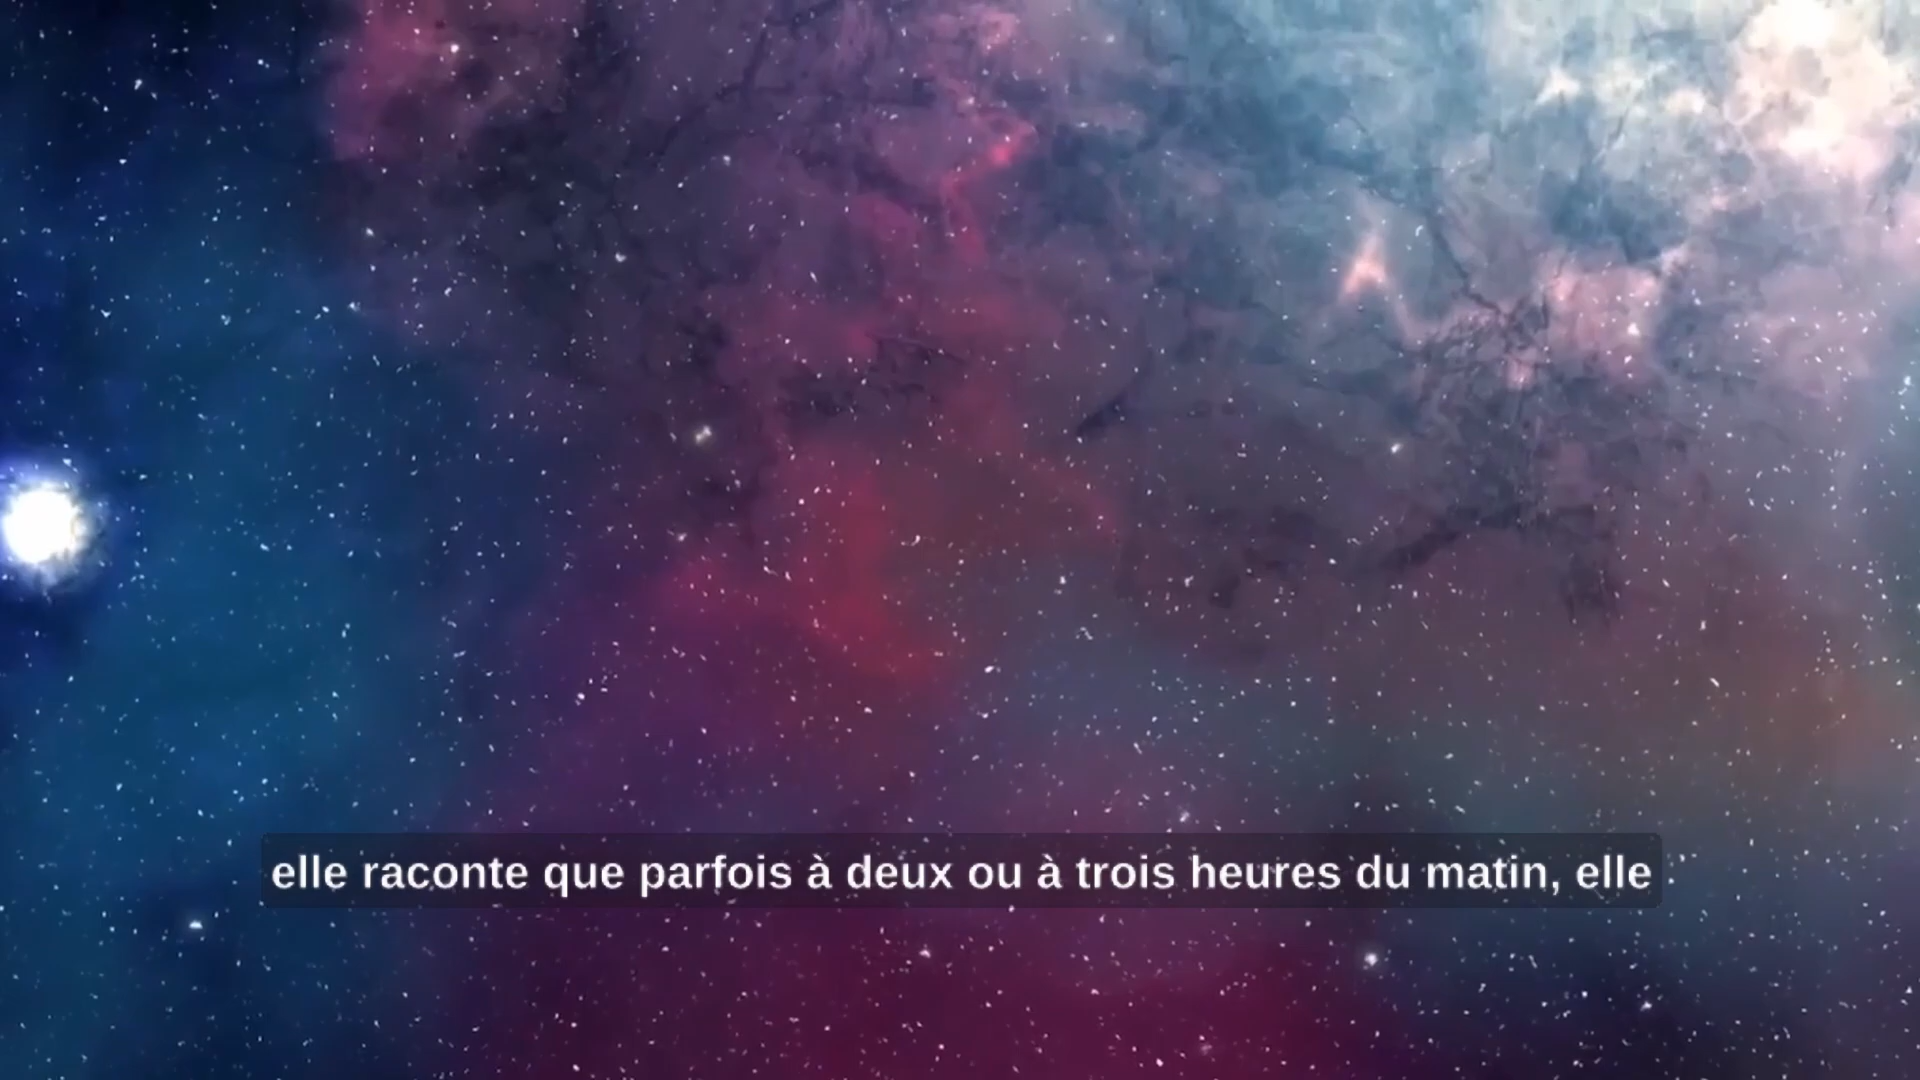 elle raconte que parfois à deux ou à trois heures du matin, elle